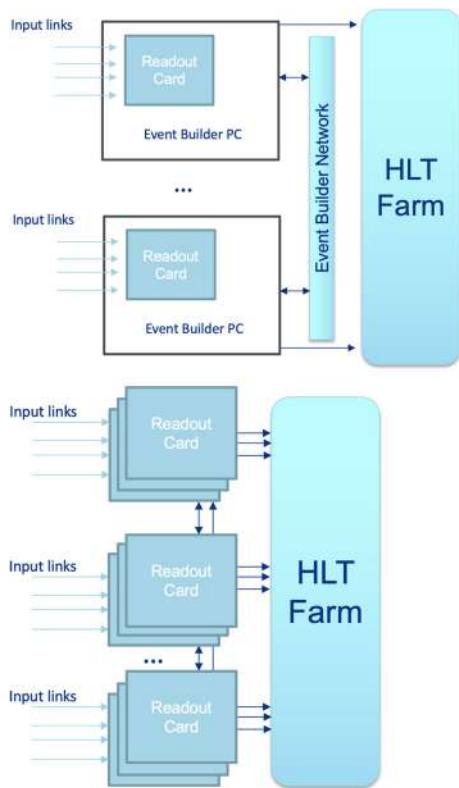 Input links
Readout
Card
Event Builder PC
...
Input links
Readout
Card
Event Builder PC
Event Builder Network
HLT
Farm
Input links
Readout
Card
Input links
Readout
Card
...
Input links
Readout
Card
HLT
Farm